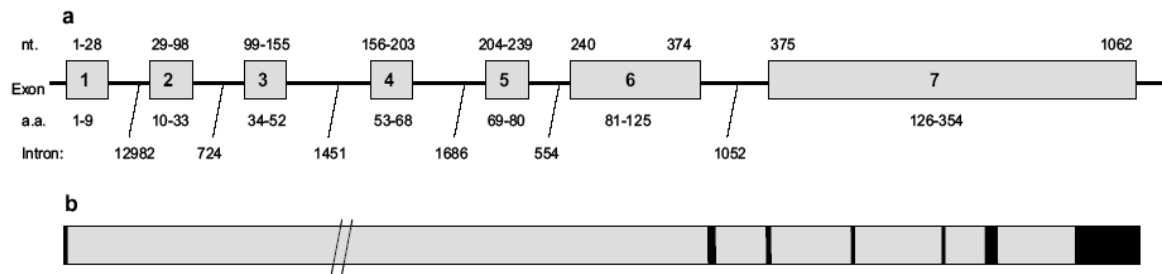 a
nt. 1-28 29-98 99-155 156-203 204-239 240 374 375 1062
Exon 1 2 3 4 5 6 7
a.a. 1-9 10-33 34-52 53-68 69-80 81-125 126-354
Intron: 12982 724 1451 1686 554 1052
b